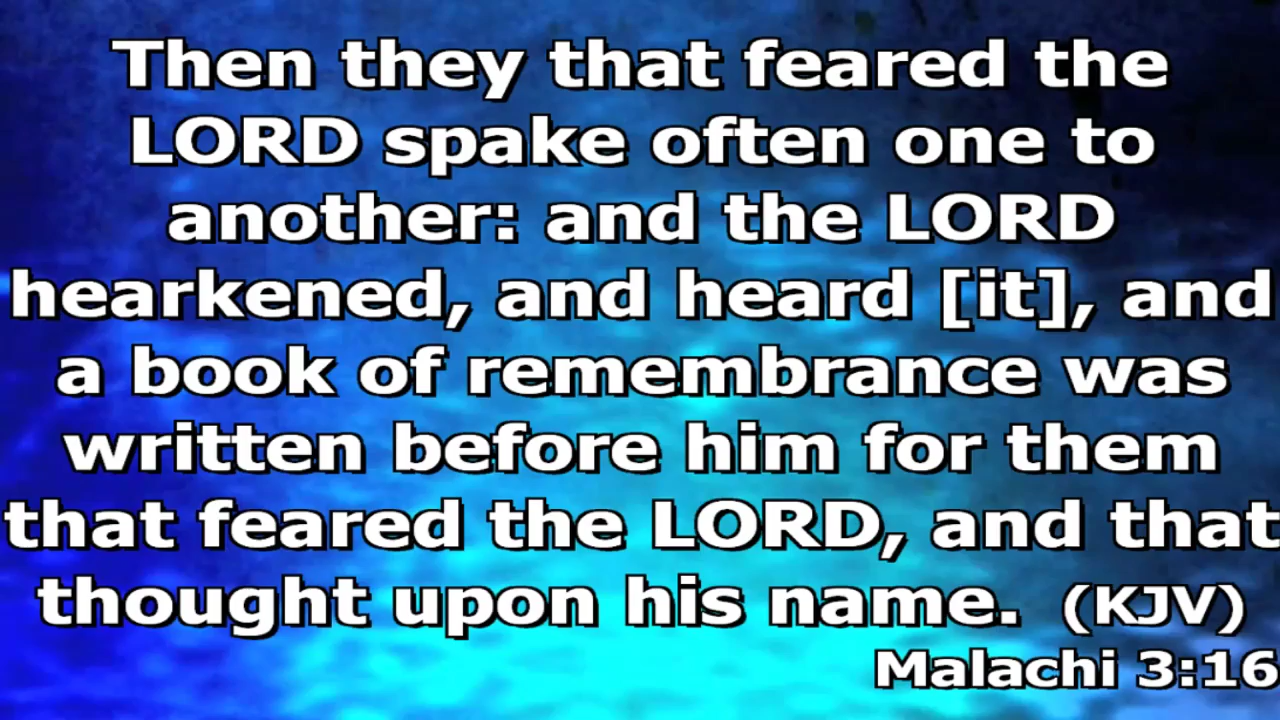 Then they that feared the
LORD spake often one to
another: and the LORD
hearkened, and heard [it], and
a book of remembrance was
written before him for them
that feared the LORD, and that
thought upon his name. (KJV)
Malachi 3:16